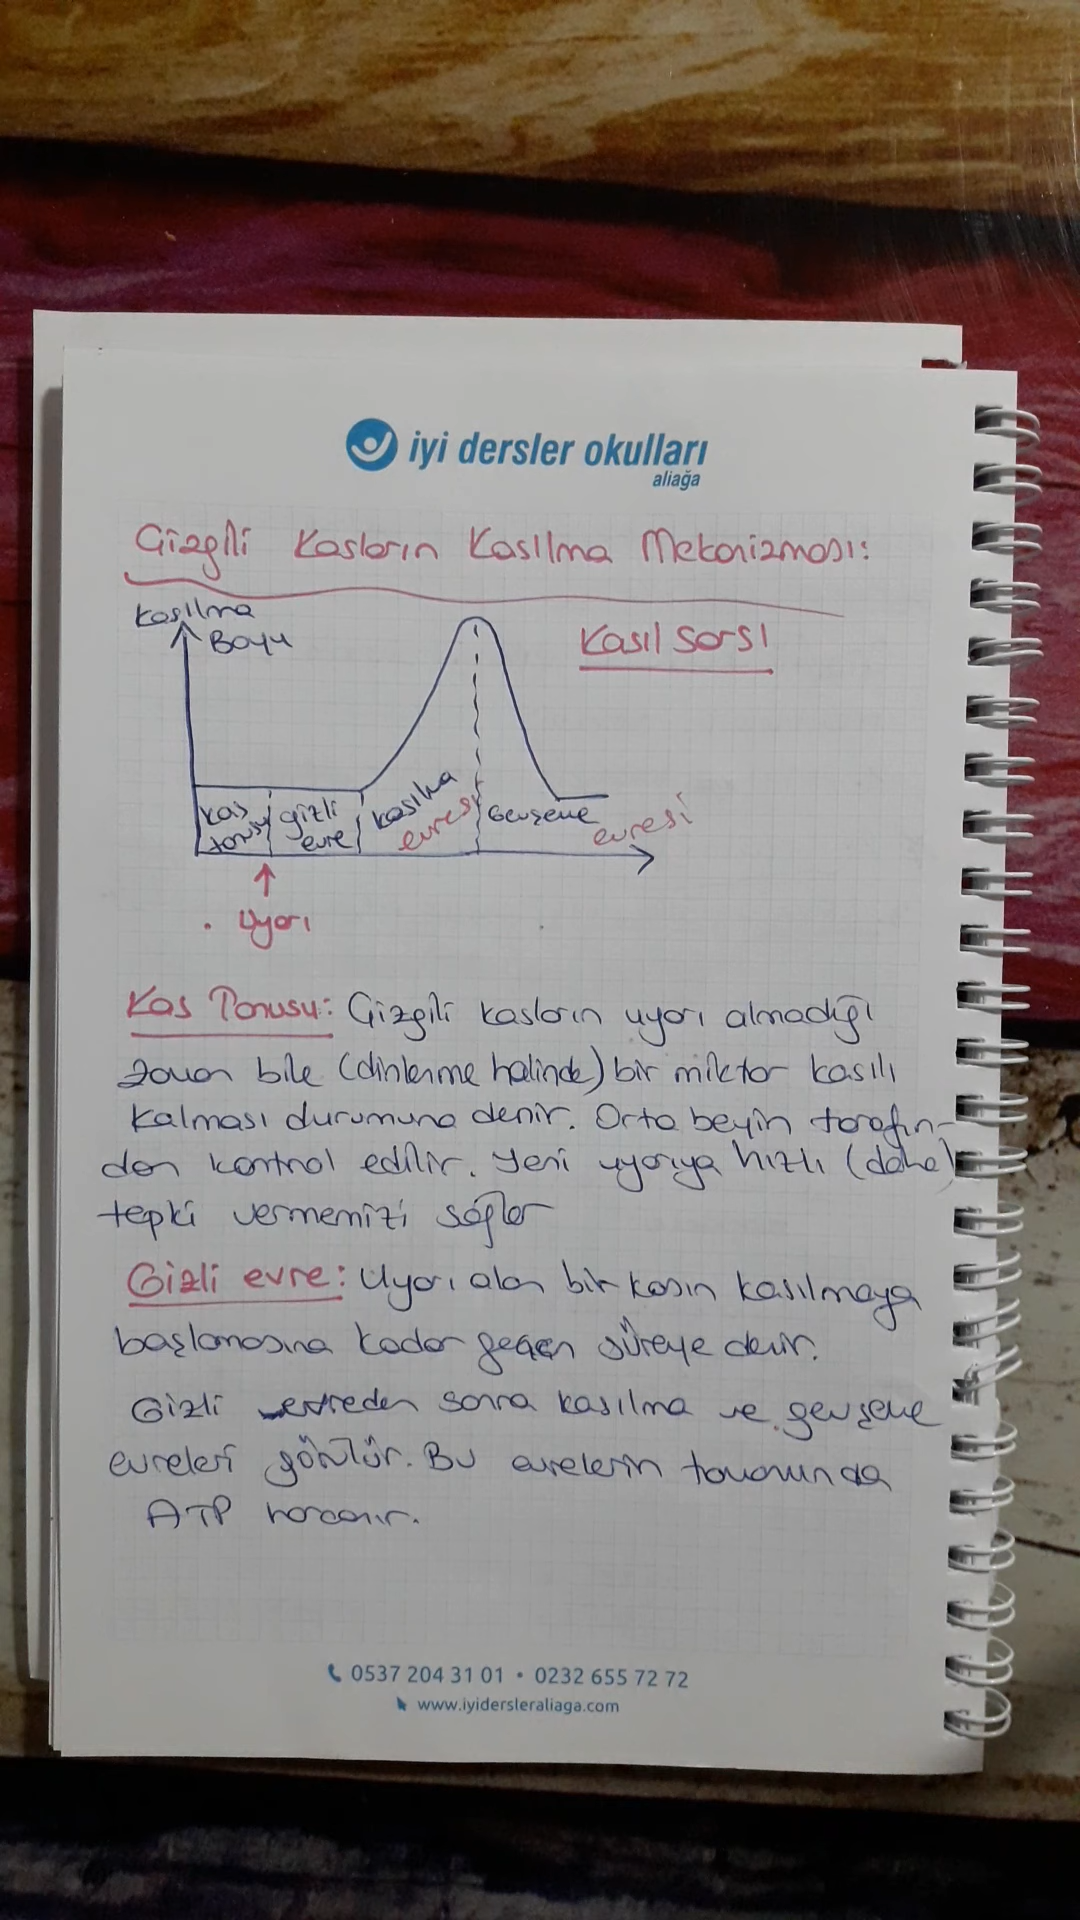 iyi dersler okulları
aliağa
Çizgili Kasların Kasılma Mekanizması:
Kasılma
Boyu
Kasıl sarsı
kas
tonusu
gizli
evre
kasılma
evresi
Gevşeme
evresi
Uyarı
Kas Tonusu: Çizgili kasların uyarı almadığı
zaman bile (dinlenme halinde) bir miktar kasılı
kalması durumuna denir. Orta beyin tarafın-
dan kontrol edilir. Yeni uyarıya hızlı (daha)
tepki vermemizi sağlar
Gizli evre: Uyarı alan bir kasın kasılmaya
başlamasına kadar geçen süreye denir.
Gizli evreden sonra kasılma ve gevşeme
evreleri görülür. Bu evrelerin tamamında
ATP harcanır.
0537 204 31 01 • 0232 655 72 72
www.iyidersleraliaga.com